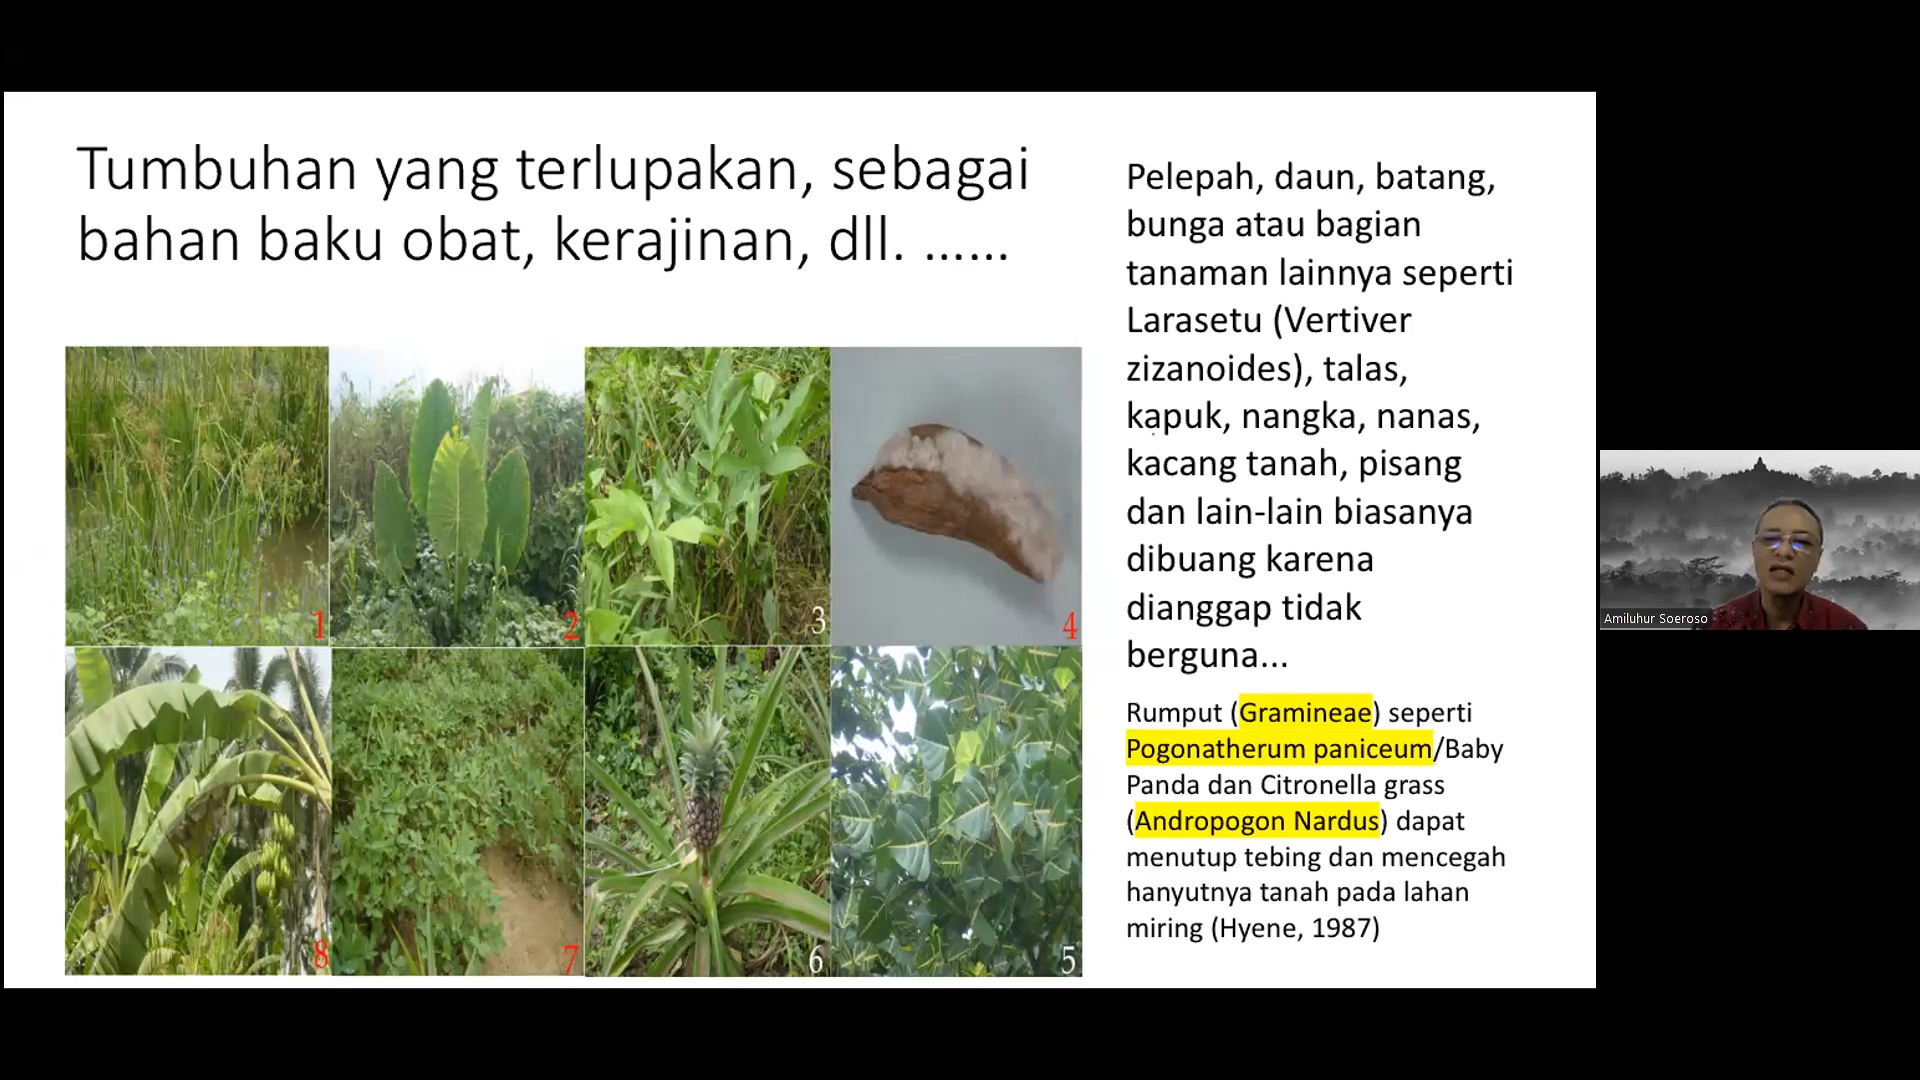 Tumbuhan yang terlupakan, sebagai
bahan baku obat, kerajinan, dll. ......
1
2
3
4
8
7
6
5
Pelepah, daun, batang,
bunga atau bagian
tanaman lainnya seperti
Larasetu (Vertiver
zizanoides), talas,
kapuk, nangka, nanas,
kacang tanah, pisang
dan lain-lain biasanya
dibuang karena
dianggap tidak
berguna...
Rumput (Gramineae) seperti
Pogonatherum paniceum/Baby
Panda dan Citronella grass
(Andropogon Nardus) dapat
menutup tebing dan mencegah
hanyutnya tanah pada lahan
miring (Hyene, 1987)
Amiluhur Soeroso